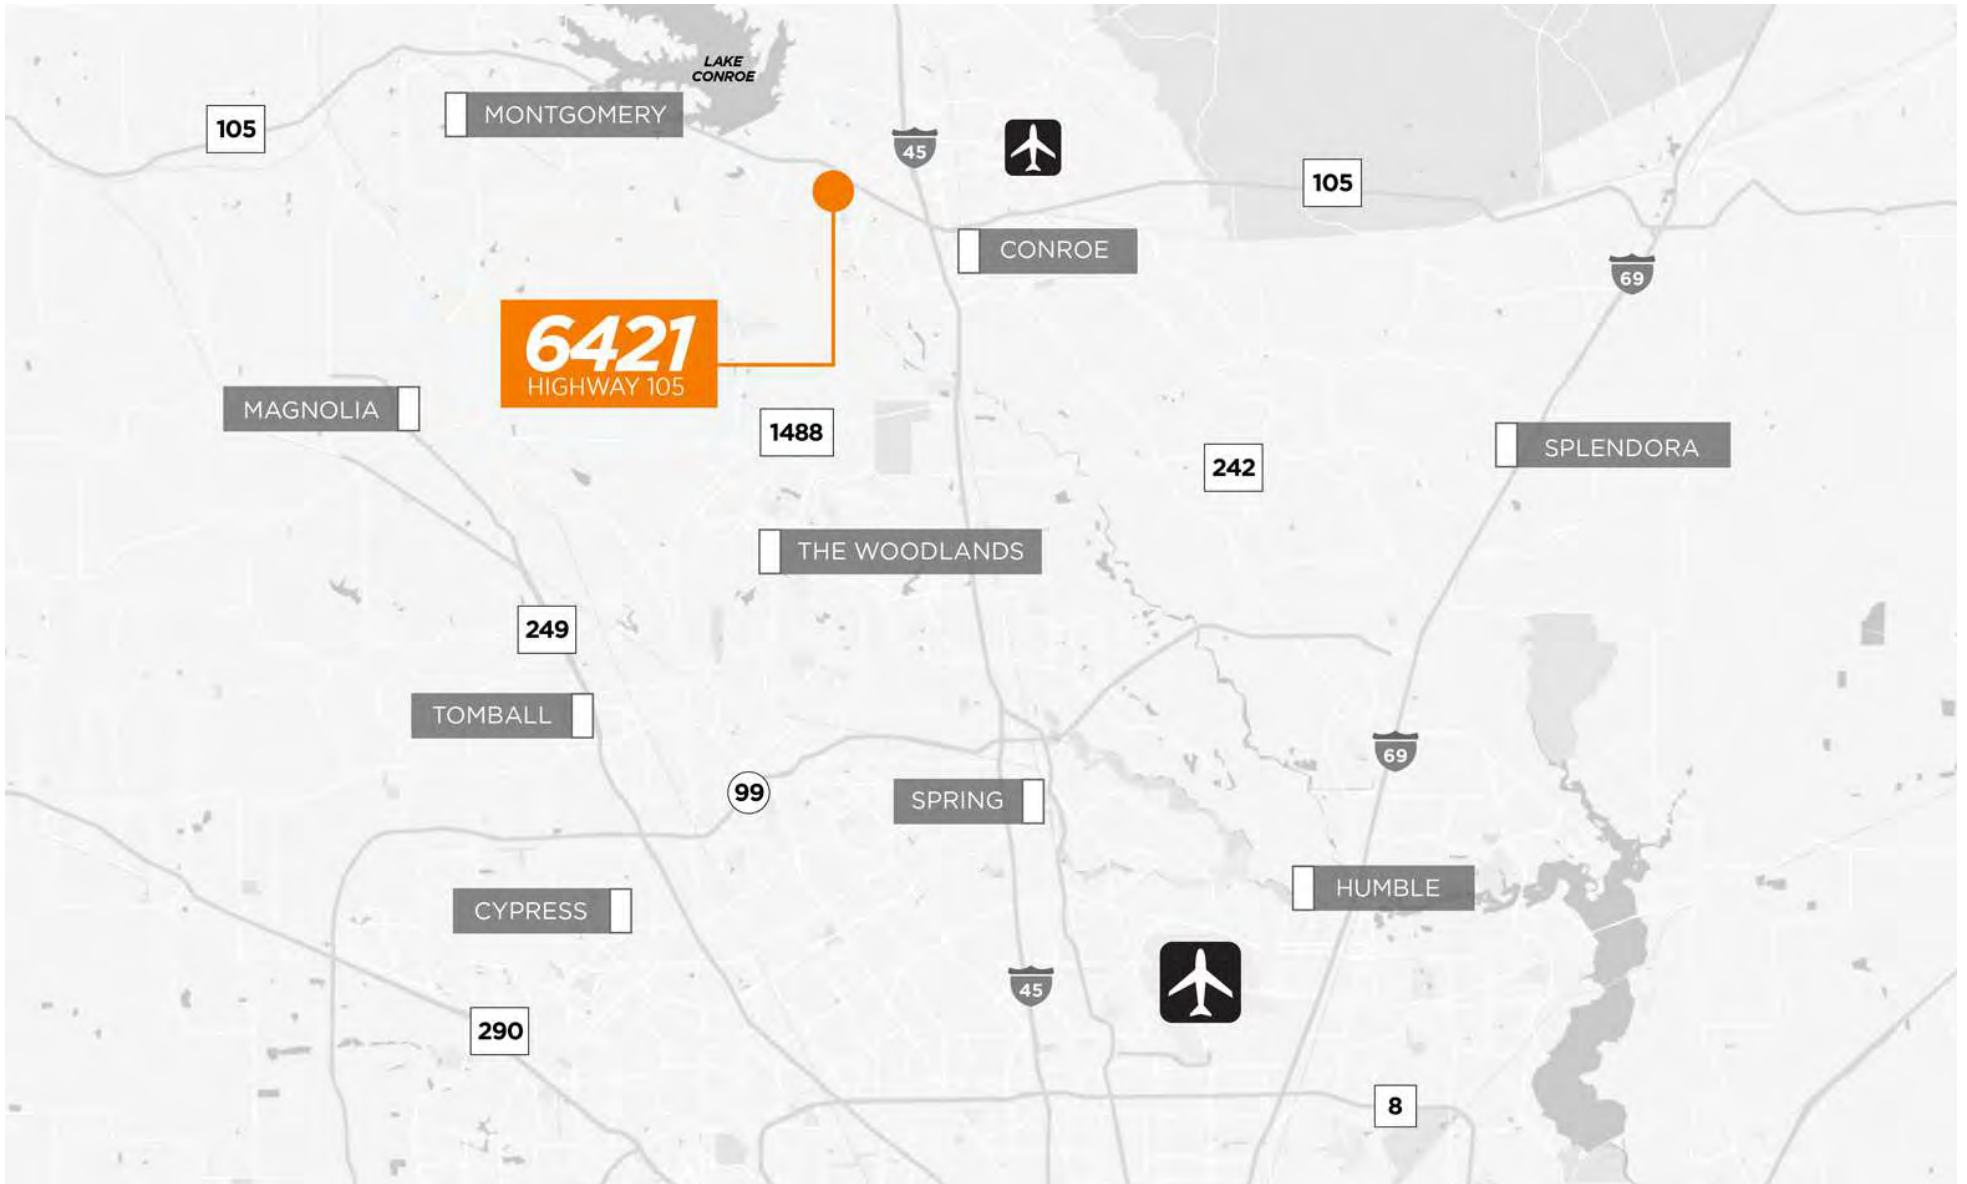 LAKE
CONROE
MONTGOMERY
105
45
105
CONROE
69
6421
HIGHWAY 105
MAGNOLIA
1488
SPLENDORA
242
THE WOODLANDS
249
TOMBALL
69
99
SPRING
HUMBLE
CYPRESS
45
290
8